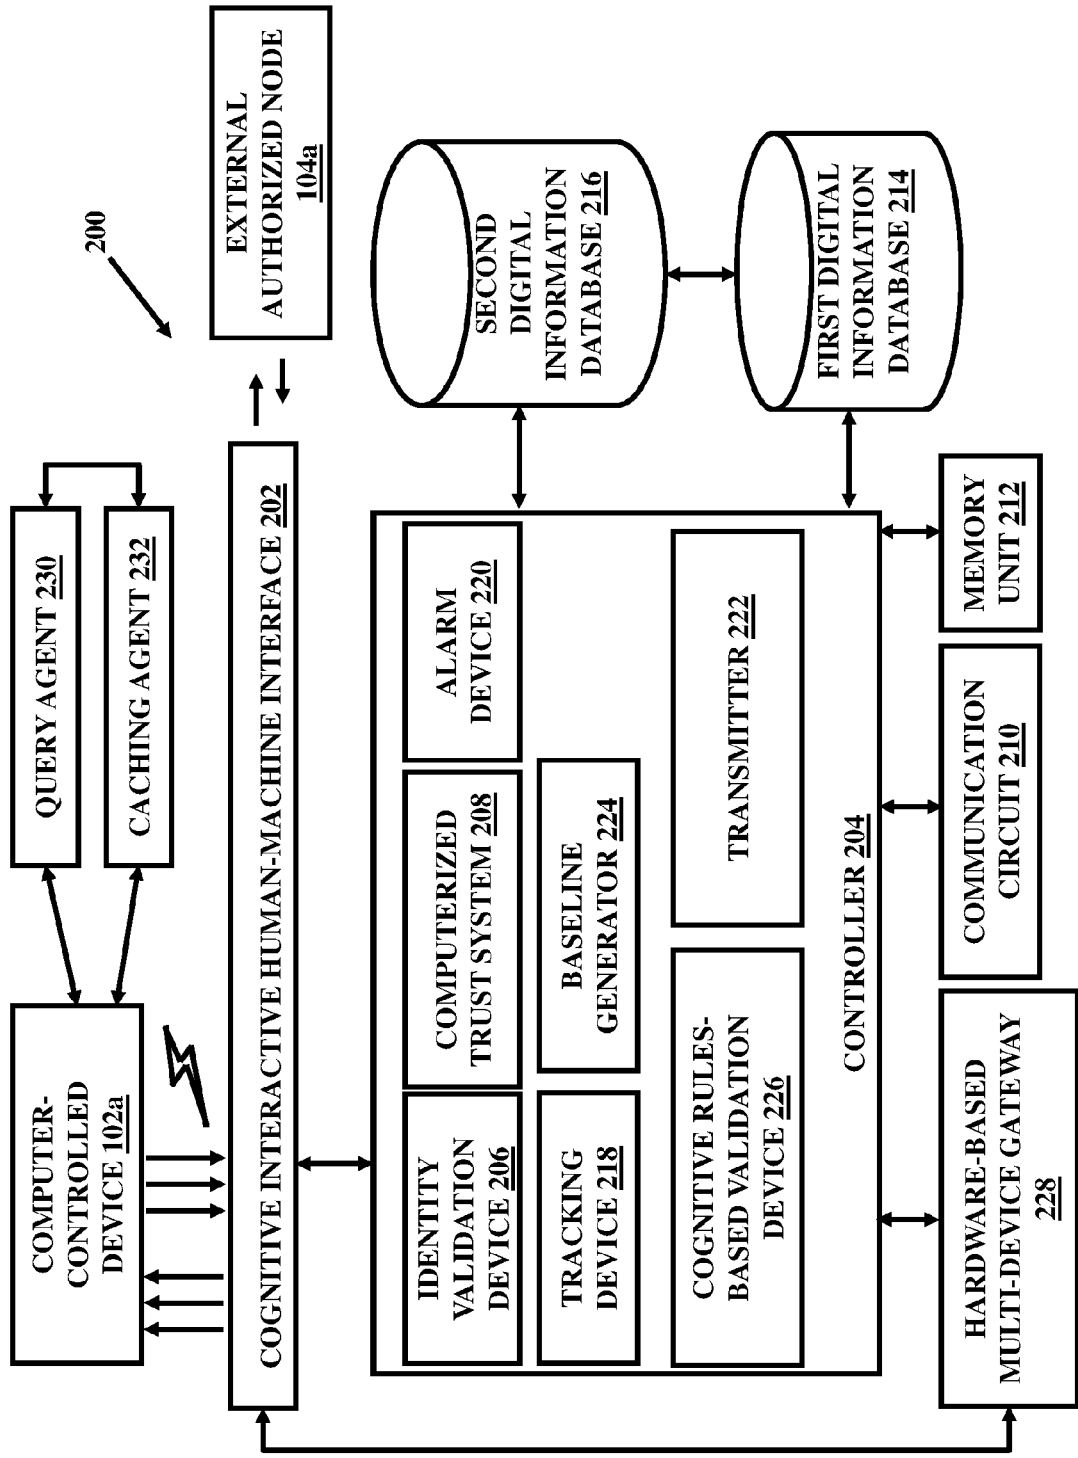 200
COMPUTER-
CONTROLLED
DEVICE 102a
QUERY AGENT 230
CACHING AGENT 232
COGNITIVE INTERACTIVE HUMAN-MACHINE INTERFACE 202
EXTERNAL
AUTHORIZED NODE
104a
IDENTITY
VALIDATION
DEVICE 206
COMPUTERIZED
TRUST SYSTEM 208
ALARM
DEVICE 220
TRACKING
DEVICE 218
BASELINE
GENERATOR 224
COGNITIVE RULES-
BASED VALIDATION
DEVICE 226
TRANSMITTER 222
CONTROLLER 204
SECOND
DIGITAL
INFORMATION
DATABASE 216
FIRST DIGITAL
INFORMATION
DATABASE 214
HARDWARE-BASED
MULTI-DEVICE GATEWAY
228
COMMUNICATION
CIRCUIT 210
MEMORY
UNIT 212